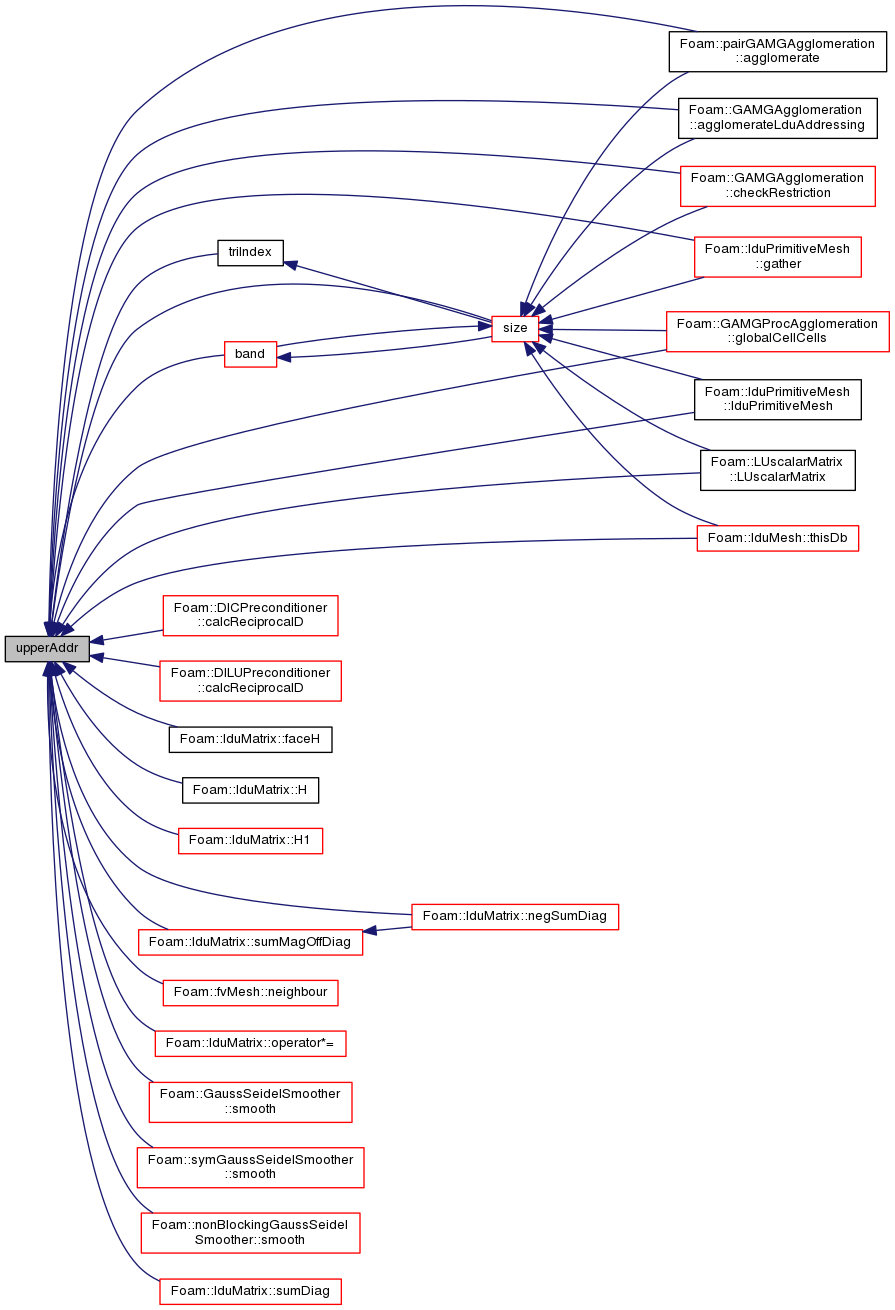 Foam::pairGAMGAgglomeration
::agglomerate
Foam::GAMGAgglomeration
::agglomerateLduAddressing
Foam::GAMGAgglomeration
::checkRestriction
triIndex
Foam::lduPrimitiveMesh
::gather
size
Foam::GAMGProcAgglomeration
::globalCellCells
band
Foam::lduPrimitiveMesh
::lduPrimitiveMesh
Foam::LUscalarMatrix
::LUscalarMatrix
Foam::lduMesh::thisDb
Foam::DICPreconditioner
::calcReciprocalD
upperAddr
Foam::DILUPreconditioner
::calcReciprocalD
Foam::lduMatrix::faceH
Foam::lduMatrix::H
Foam::lduMatrix::H1
Foam::lduMatrix::negSumDiag
Foam::lduMatrix::sumMagOffDiag
Foam::fvMesh::neighbour
Foam::lduMatrix::operator*=
Foam::GaussSeidelSmoother
::smooth
Foam::symGaussSeidelSmoother
::smooth
Foam::nonBlockingGaussSeidel
Smoother::smooth
Foam::lduMatrix::sumDiag